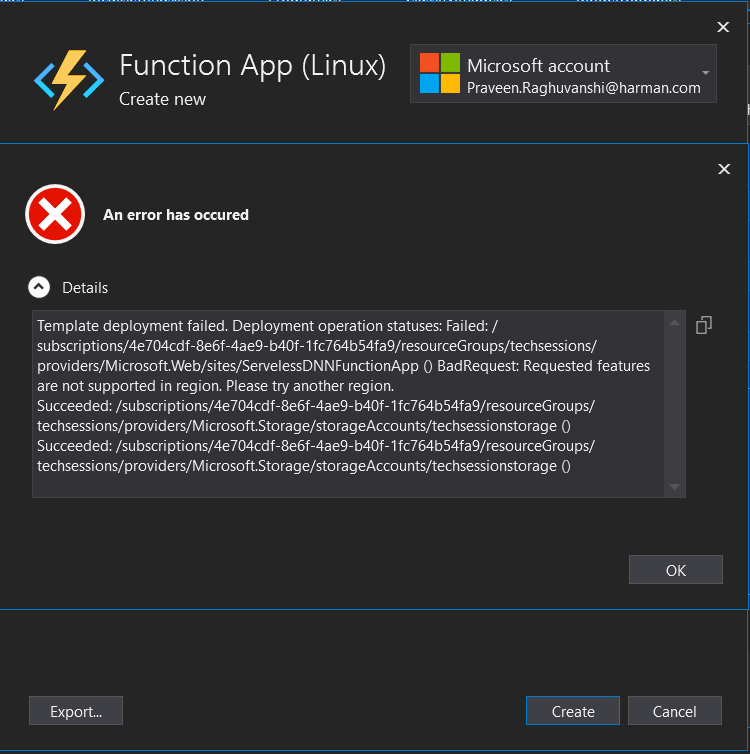 Function App (Linux)
Create new
Microsoft account
Praveen.Raghuvanshi@harman.com
An error has occured
Details
Template deployment failed. Deployment operation statuses: Failed: /
subscriptions/4e704cdf-8e6f-4ae9-b40f-1fc764b54fa9/resourceGroups/techsessions/
providers/Microsoft.Web/sites/ServelessDNNFunctionApp () BadRequest: Requested features
are not supported in region. Please try another region.
Succeeded: /subscriptions/4e704cdf-8e6f-4ae9-b40f-1fc764b54fa9/resourceGroups/
techsessions/providers/Microsoft.Storage/storageAccounts/techsessionstorage ()
Succeeded: /subscriptions/4e704cdf-8e6f-4ae9-b40f-1fc764b54fa9/resourceGroups/
techsessions/providers/Microsoft.Storage/storageAccounts/techsessionstorage ()
OK
Export...
Create
Cancel